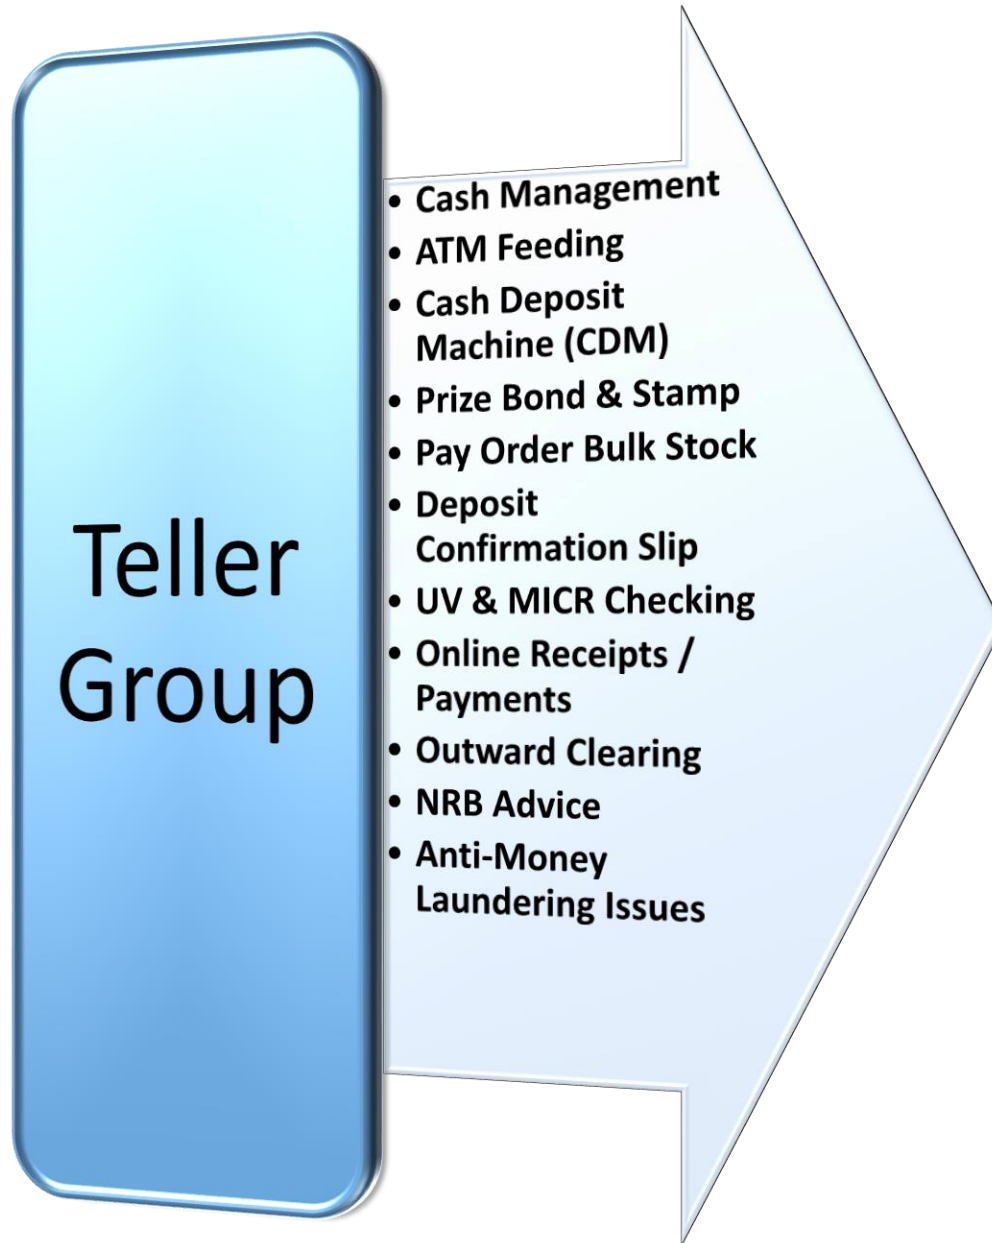 Teller
Group
• Cash Management
• ATM Feeding
• Cash Deposit
Machine (CDM)
• Prize Bond & Stamp
• Pay Order Bulk Stock
• Deposit
Confirmation Slip
• UV & MICR Checking
• Online Receipts /
Payments
• Outward Clearing
• NRB Advice
• Anti-Money
Laundering Issues